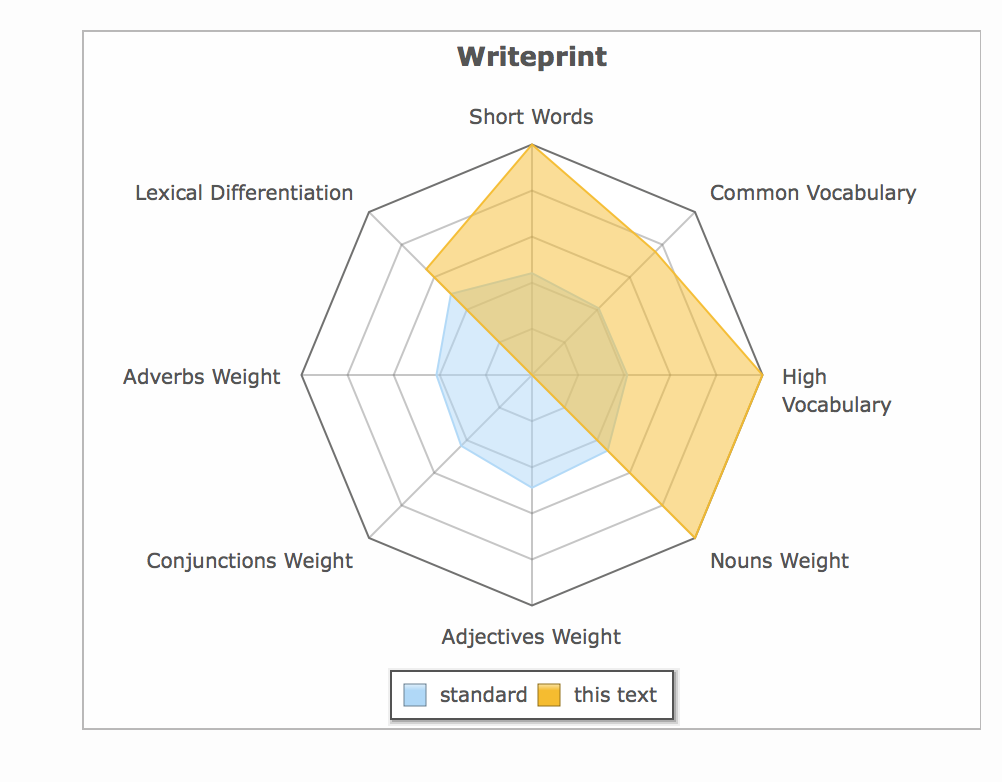 Writeprint
Short Words
Lexical Differentiation
Common Vocabulary
Adverbs Weight
High
Vocabulary
Conjunctions Weight
Nouns Weight
Adjectives Weight
standard
this text